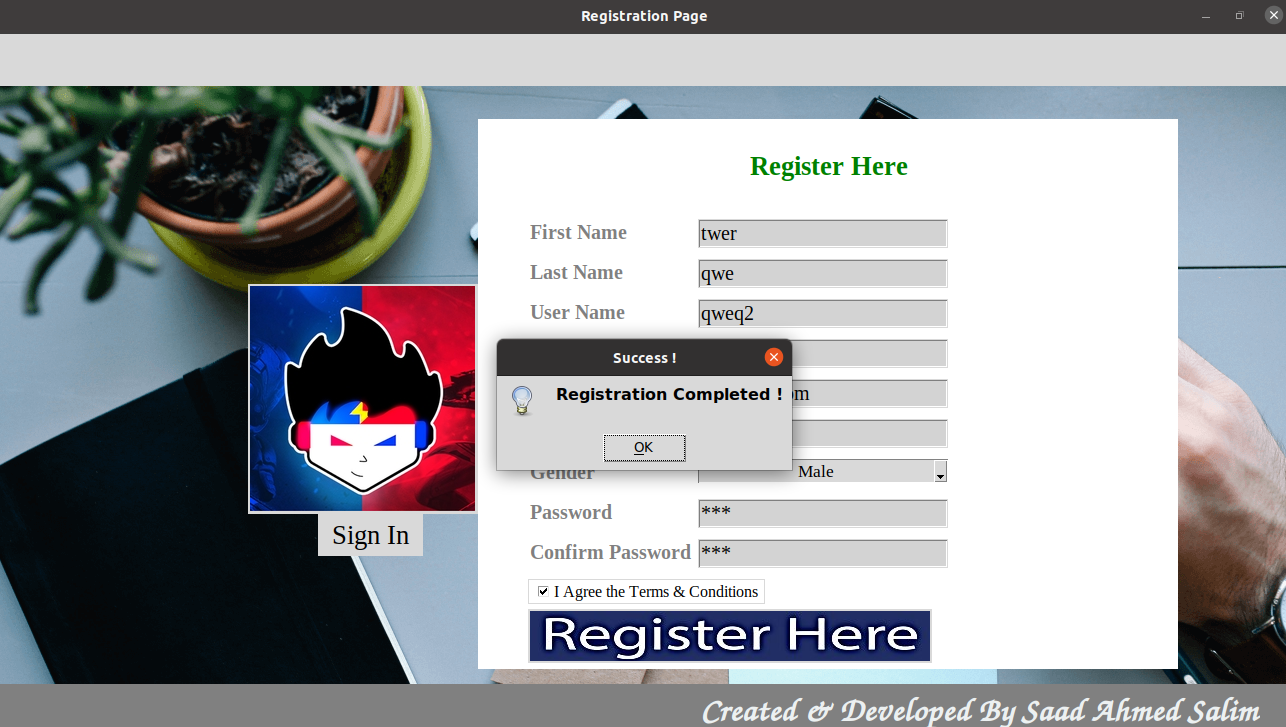 Registration Page
Register Here
First Name twer
Last Name qwe
User Name qweq2
Success !
Registration Completed !
OK
om
Gender Male
Password ***
Confirm Password ***
Sign In
I Agree the Terms & Conditions
Register Here
Created & Developed By Saad Ahmed Salim